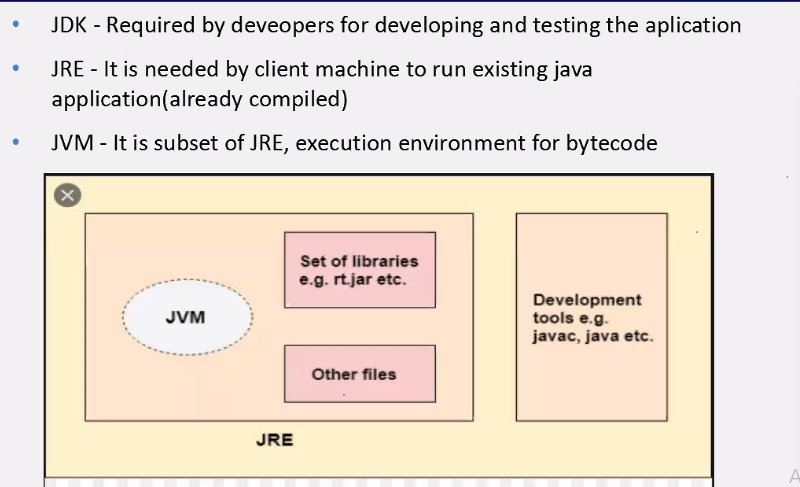 • JDK - Required by deveopers for developing and testing the aplication
• JRE - It is needed by client machine to run existing java
application(already compiled)
• JVM - It is subset of JRE, execution environment for bytecode
JVM
Set of libraries
e.g. rt.jar etc.
Other files
JRE
Development
tools e.g.
javac, java etc.
A